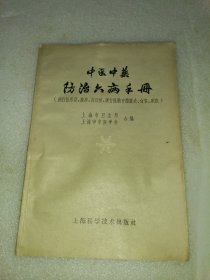 中医中药
防治六病手册
上海市卫生局
上海中医学会 合编
上海科学技术出版社